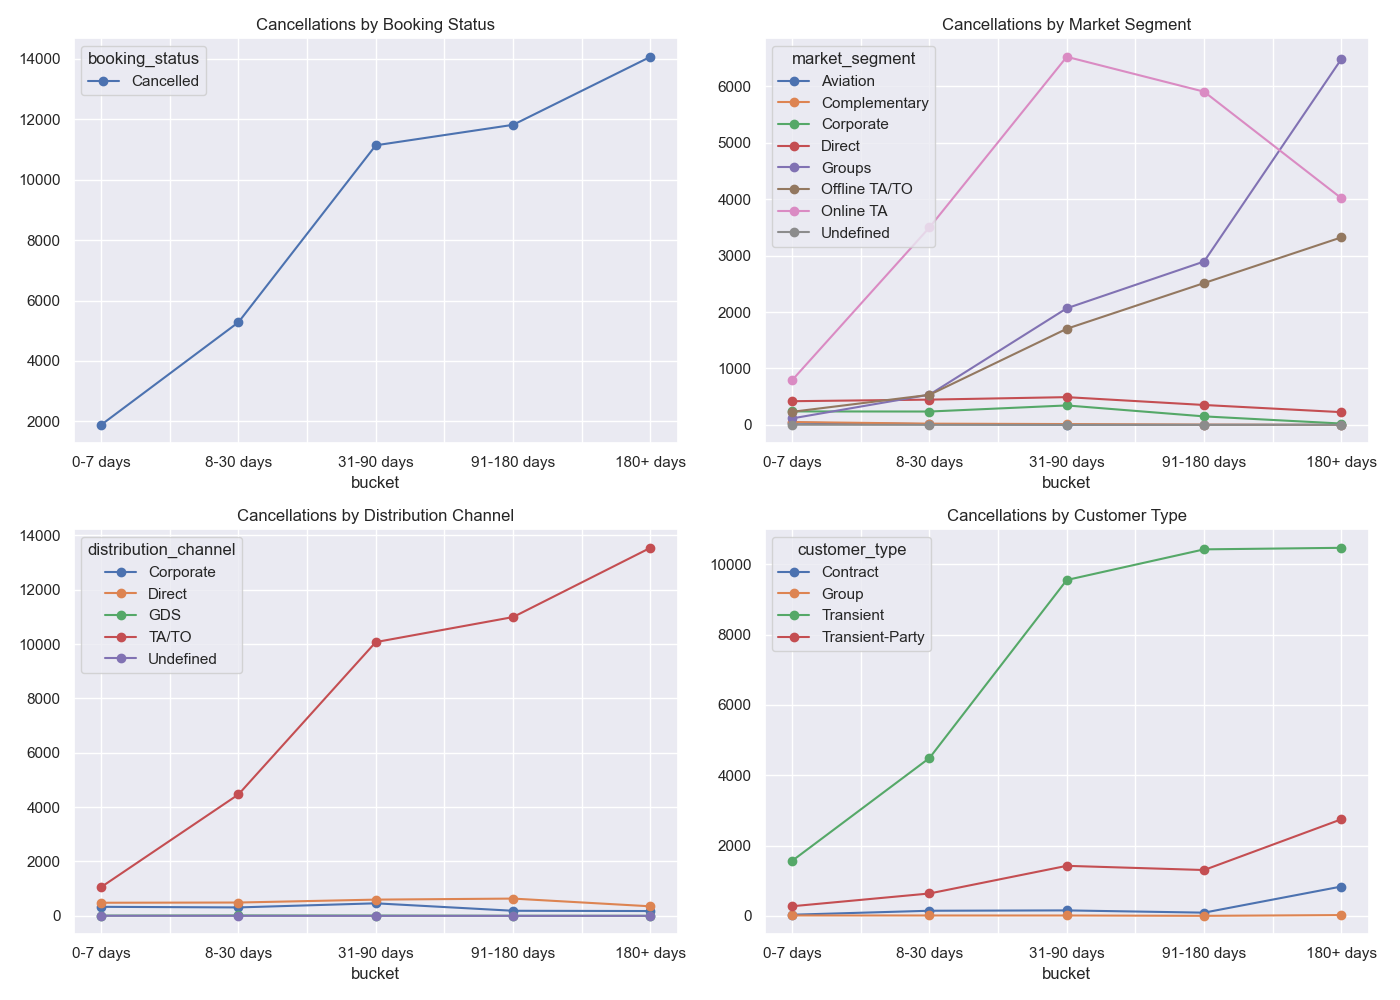 Cancellations by Booking Status
booking_status
Cancelled
14000
12000
10000
8000
6000
4000
2000
0-7 days 8-30 days 31-90 days 91-180 days 180+ days
bucket
Cancellations by Market Segment
market_segment
Aviation
Complementary
Corporate
Direct
Groups
Offline TA/TO
Online TA
Undefined
6000
5000
4000
3000
2000
1000
0
0-7 days 8-30 days 31-90 days 91-180 days 180+ days
bucket
Cancellations by Distribution Channel
distribution_channel
Corporate
Direct
GDS
TA/TO
Undefined
14000
12000
10000
8000
6000
4000
2000
0
0-7 days 8-30 days 31-90 days 91-180 days 180+ days
bucket
Cancellations by Customer Type
customer_type
Contract
Group
Transient
Transient-Party
10000
8000
6000
4000
2000
0
0-7 days 8-30 days 31-90 days 91-180 days 180+ days
bucket